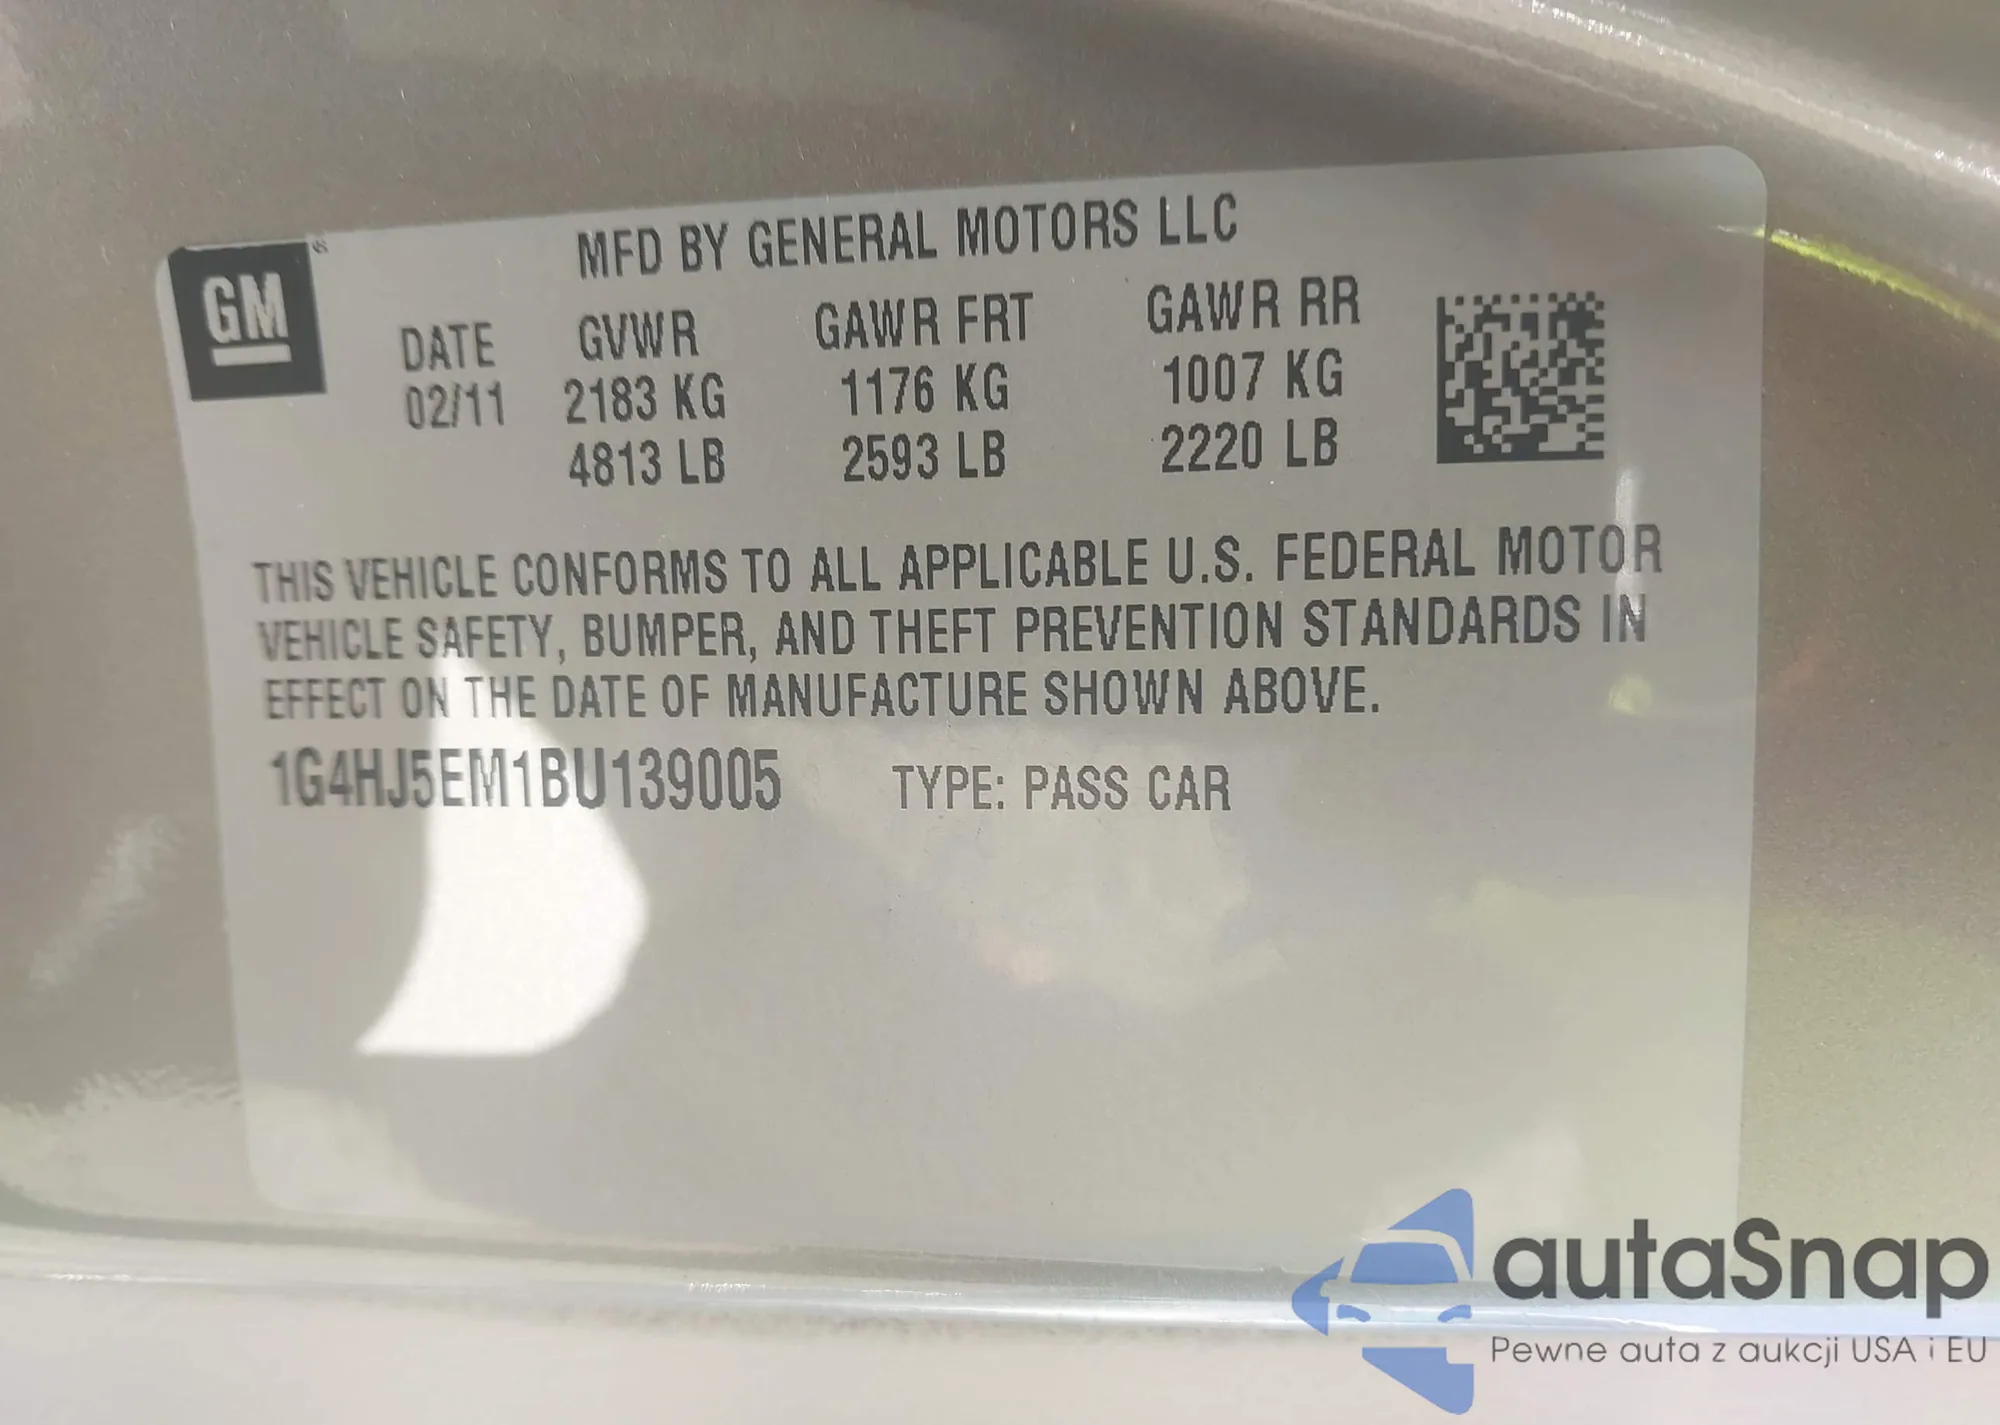 GM
MFD BY GENERAL MOTORS LLC
DATE GVWR GAWR FRT GAWR RR
02/11 2183 KG 1176 KG 1007 KG
4813 LB 2593 LB 2220 LB
THIS VEHICLE CONFORMS TO ALL APPLICABLE U.S. FEDERAL MOTOR
VEHICLE SAFETY, BUMPER, AND THEFT PREVENTION STANDARDS IN
EFFECT ON THE DATE OF MANUFACTURE SHOWN ABOVE.
1G4HJ5EM1BU139005 TYPE: PASS CAR
autaSnap
Pewne auta z aukcji USA i EU